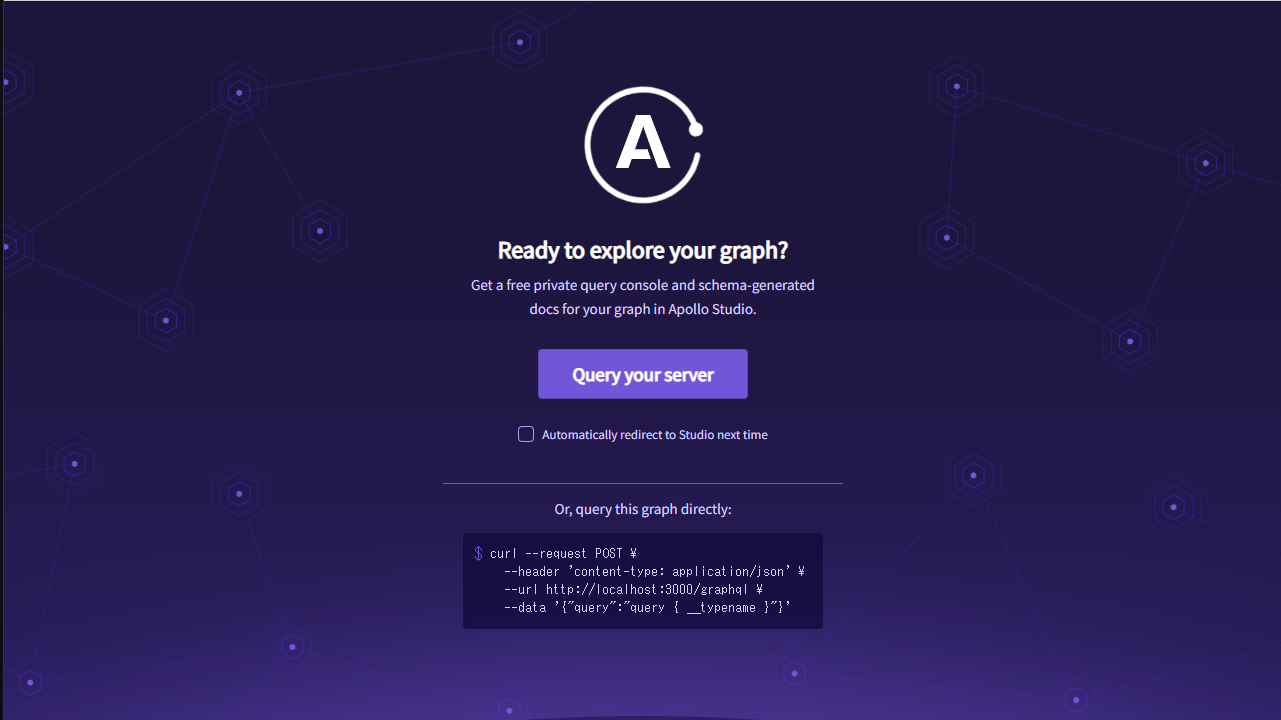 A
Ready to explore your graph?
Get a free private query console and schema-generated
docs for your graph in Apollo Studio.
Query your server
Automatically redirect to Studio next time
Or, query this graph directly:
$ curl --request POST ¥
--header 'content-type: application/json' ¥
--url http://localhost:3000/graphql ¥
--data '{"query":"query { __typename }"}'